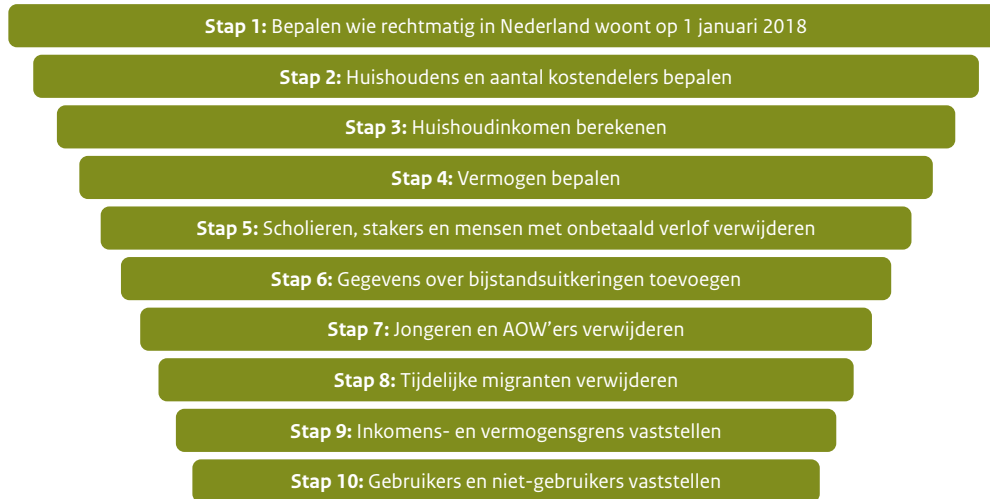 Stap 1: Bepalen wie rechtmatig in Nederland woont op 1 januari 2018
Stap 2: Huishoudens en aantal kostendelers bepalen
Stap 3: Huishoudinkomen berekenen
Stap 4: Vermogen bepalen
Stap 5: Scholieren, stakers en mensen met onbetaald verlof verwijderen
Stap 6: Gegevens over bijstandsuitkeringen toevoegen
Stap 7: Jongeren en AOW’ers verwijderen
Stap 8: Tijdelijke migranten verwijderen
Stap 9: Inkomens- en vermogensgrens vaststellen
Stap 10: Gebruikers en niet-gebruikers vaststellen